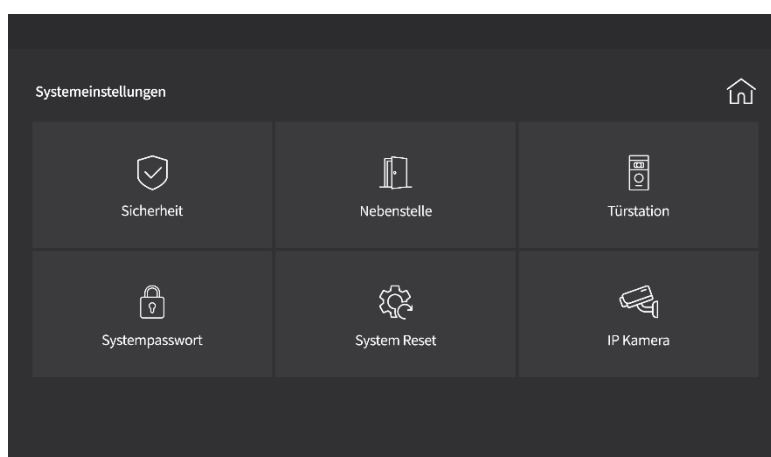 Systemeinstellungen
Sicherheit
Nebenstelle
Türstation
Systempasswort
System Reset
IP Kamera